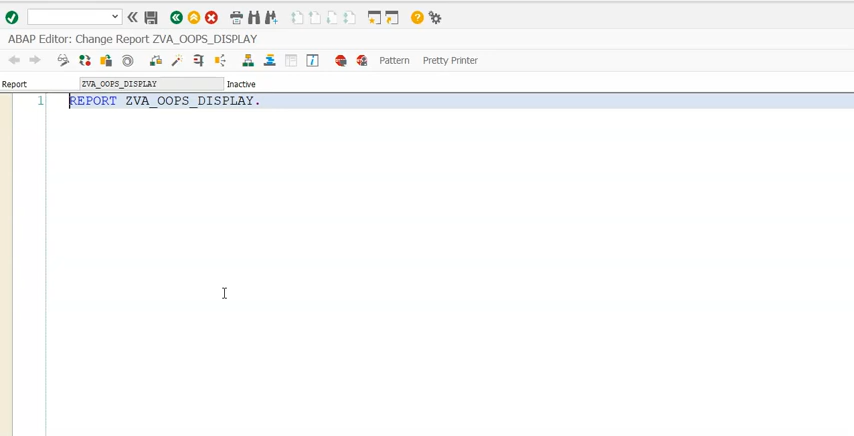 ABAP Editor: Change Report ZVA_OOPS_DISPLAY
Pattern Pretty Printer
Report ZVA_OOPS_DISPLAY Inactive
1 REPORT ZVA_OOPS_DISPLAY.